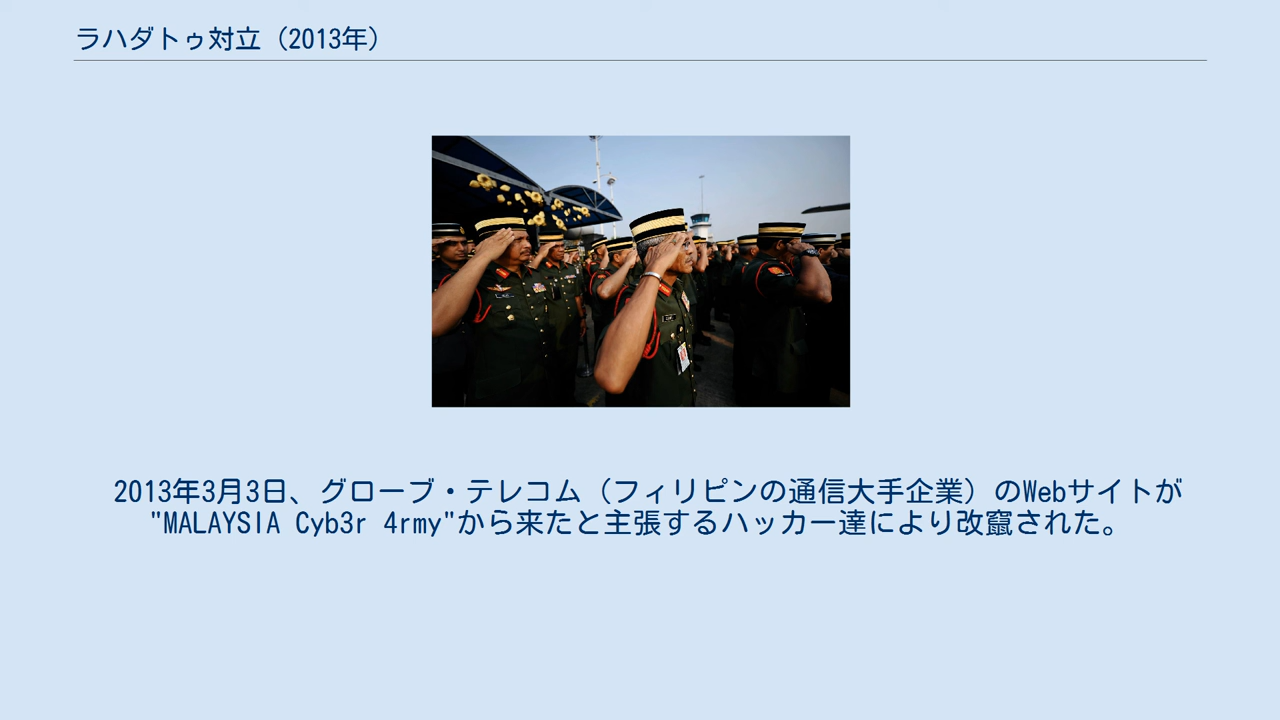 ラハダトゥ対立（2013年）
2013年3月3日、グローブ・テレコム（フィリピンの通信大手企業）のWebサイトが
"MALAYSIA Cyb3r 4rmy"から来たと主張するハッカー達により改竄された。